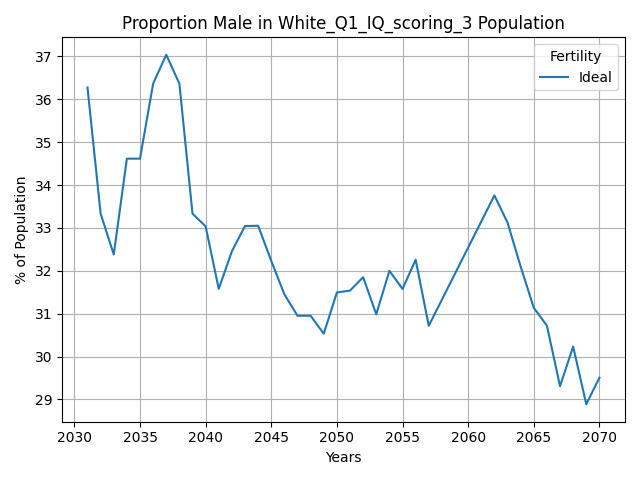 Proportion Male in White_Q1_IQ_scoring_3 Population
Fertility
Ideal
% of Population
37
36
35
34
33
32
31
30
29
2030 2035 2040 2045 2050 2055 2060 2065 2070
Years